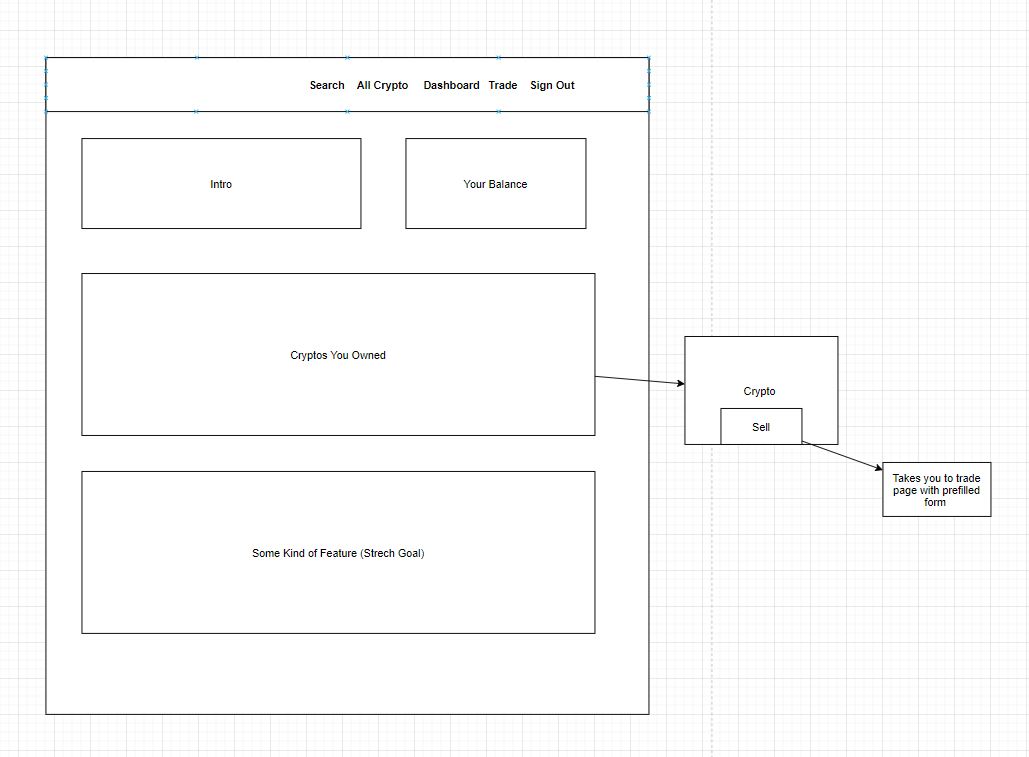 Search All Crypto Dashboard Trade Sign Out
Intro
Your Balance
Cryptos You Owned
Crypto
Sell
Takes you to trade
page with prefilled
form
Some Kind of Feature (Strech Goal)